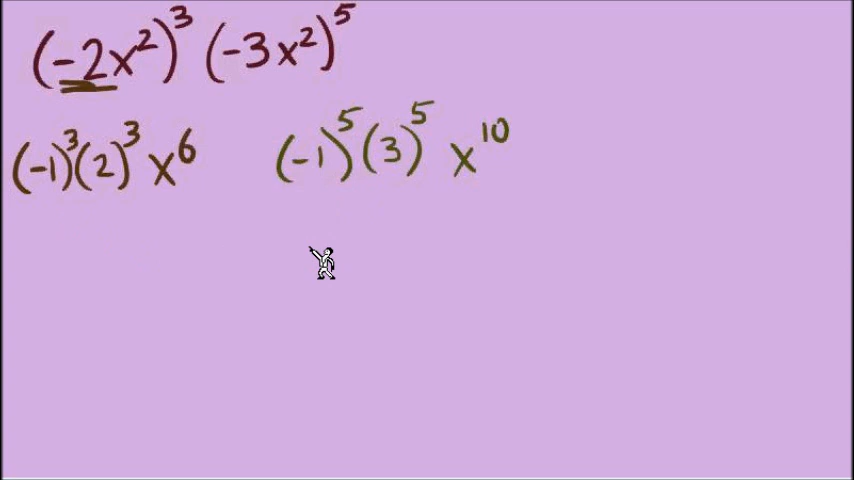 (-2x²)³ (-3x²)⁵
(-1)³(2)³ x⁶ (-1)⁵(3)⁵ x¹⁰